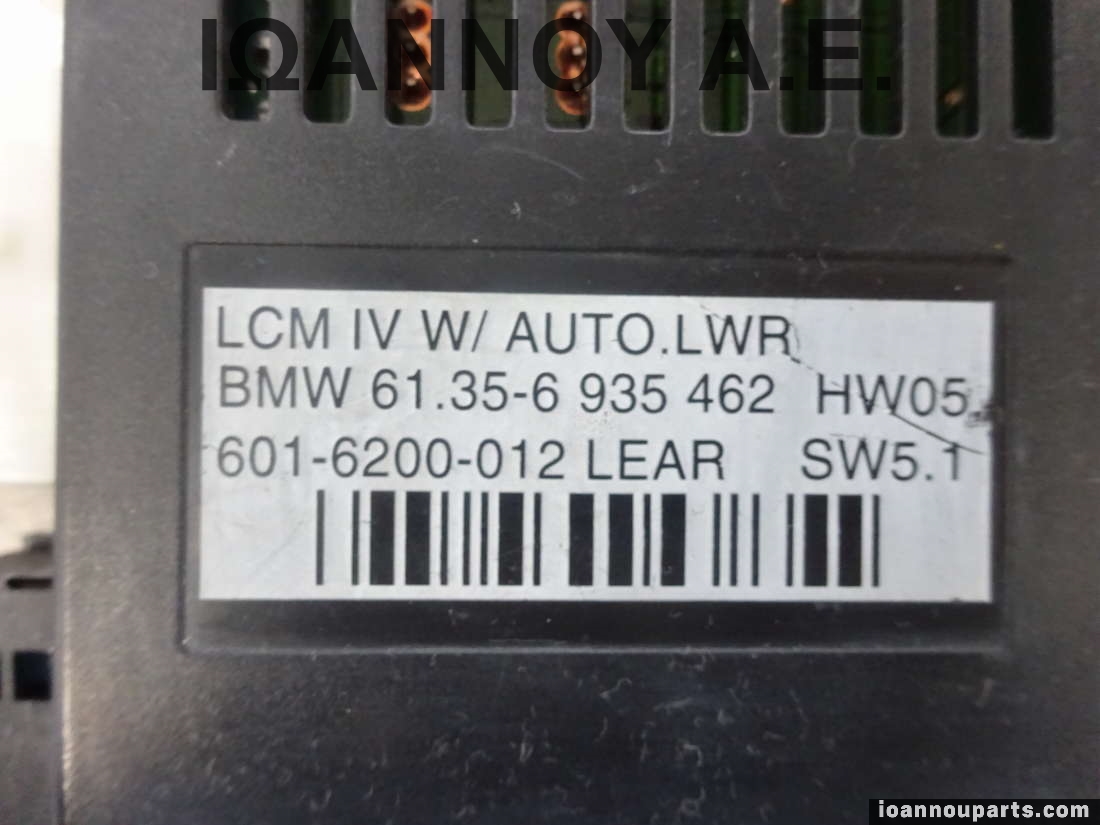 ΙΩΑΝΝΟΥ Α.Ε.
LCM IV W/ AUTO.LWR
BMW 61.35-6 935 462 HW05
601-6200-012 LEAR SW5.1
ioannouparts.com